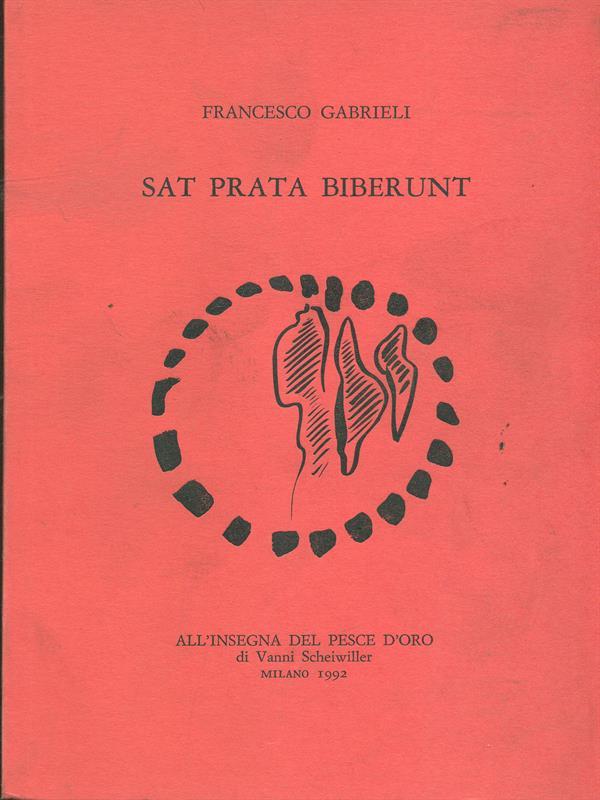 FRANCESCO GABRIELI
SAT PRATA BIBERUNT
ALL'INSEGNA DEL PESCE D'ORO
di Vanni Scheiwiller
MILANO 1992